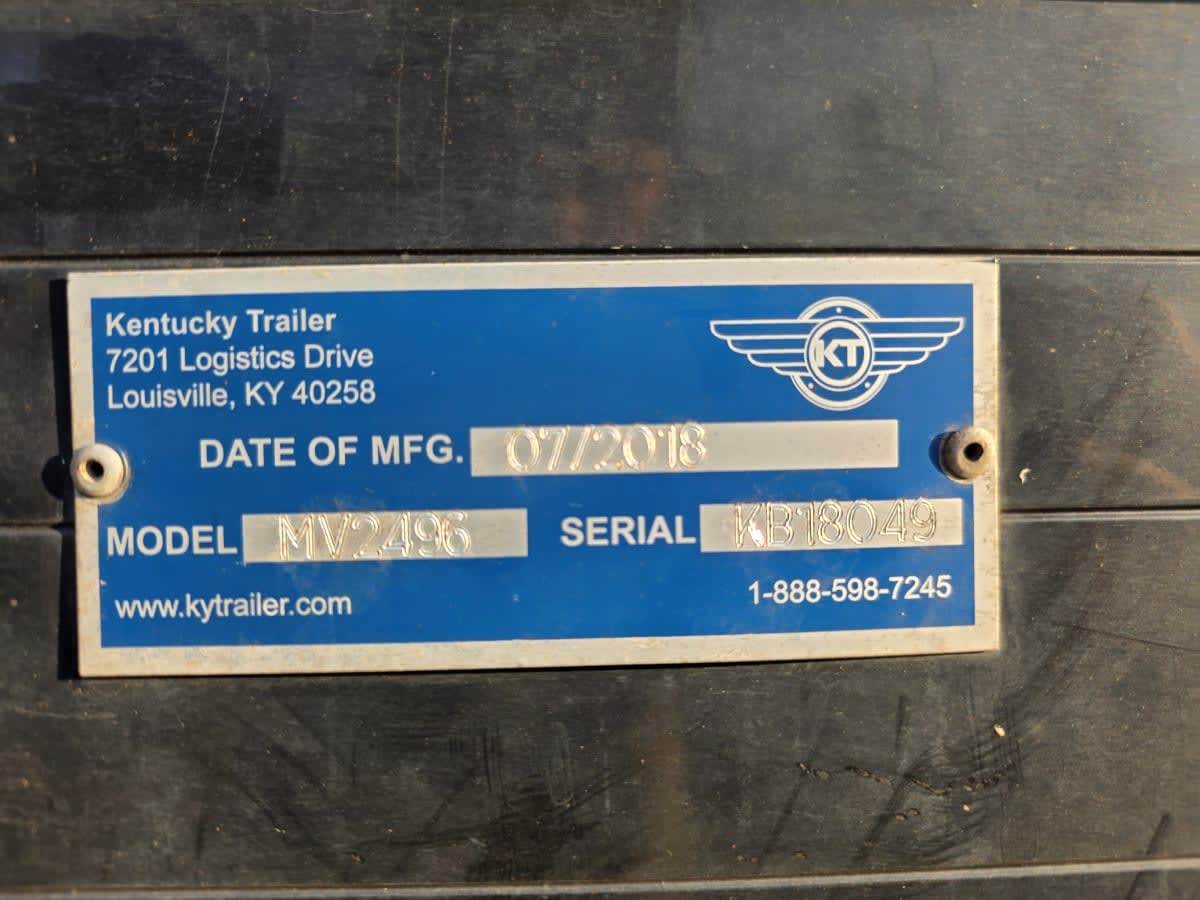 Kentucky Trailer
7201 Logistics Drive
Louisville, KY 40258
KT
DATE OF MFG. 07/2018
MODEL MV2496 SERIAL KB18049
www.kytrailer.com 1-888-598-7245